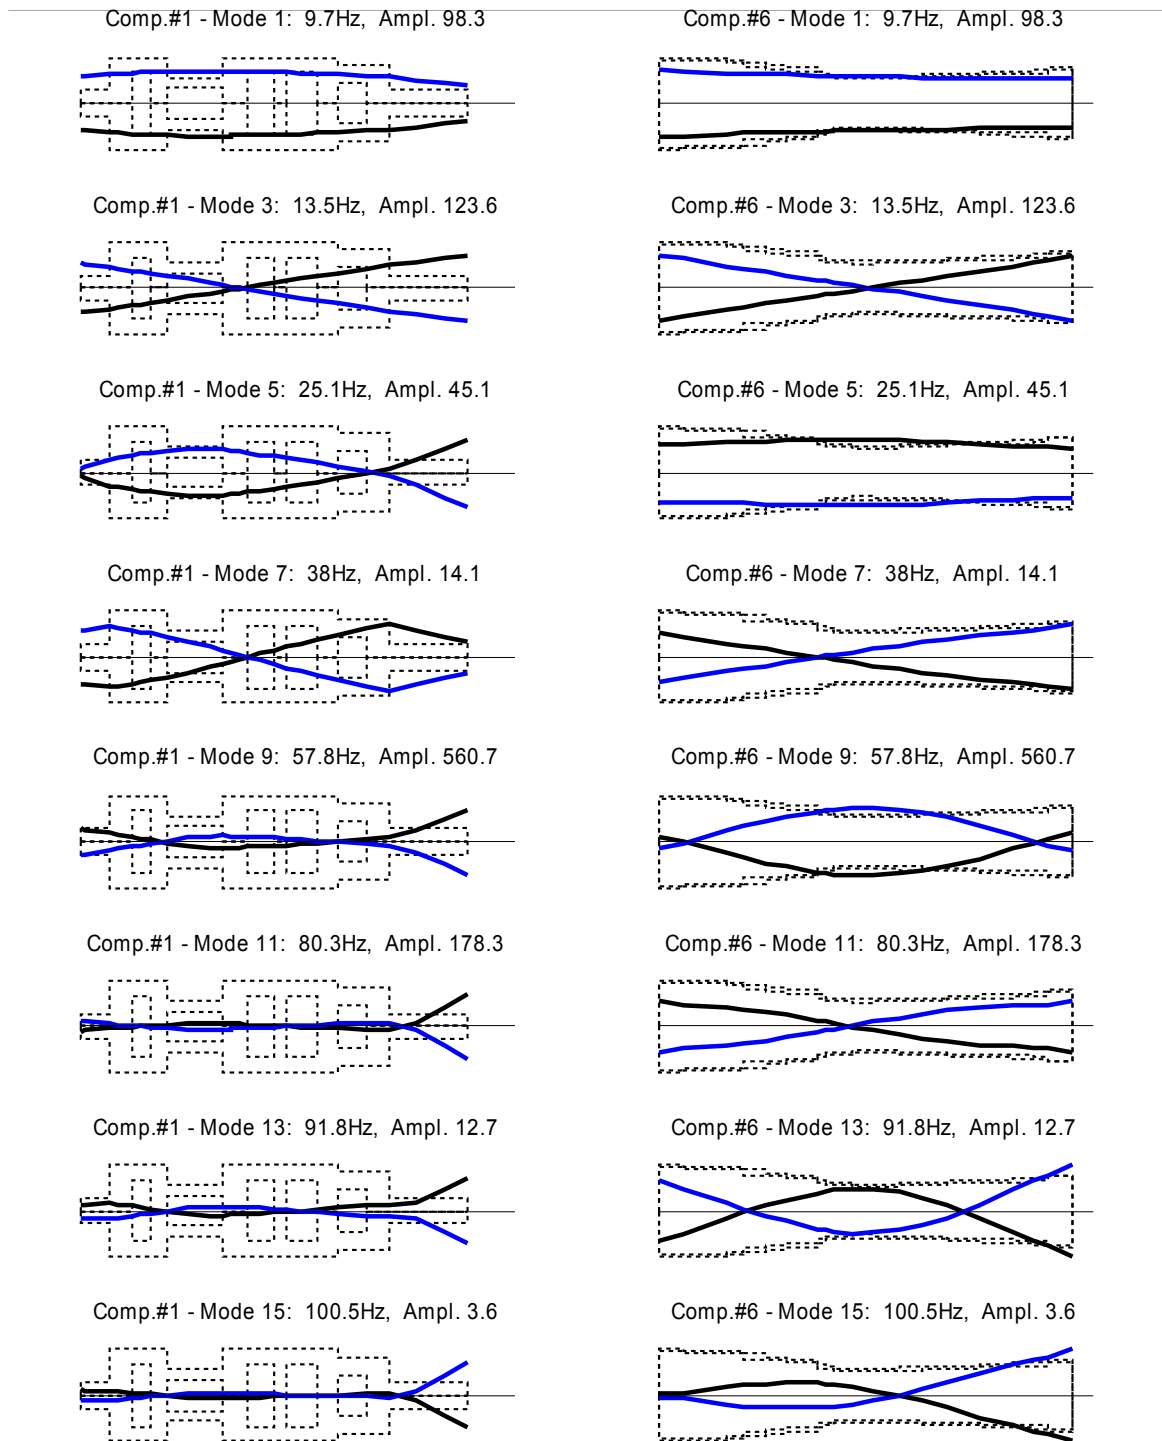 Comp.#1 - Mode 1:  9.7Hz,  Ampl. 98.3
Comp.#6 - Mode 1:  9.7Hz,  Ampl. 98.3
Comp.#1 - Mode 3:  13.5Hz,  Ampl. 123.6
Comp.#6 - Mode 3:  13.5Hz,  Ampl. 123.6
Comp.#1 - Mode 5:  25.1Hz,  Ampl. 45.1
Comp.#6 - Mode 5:  25.1Hz,  Ampl. 45.1
Comp.#1 - Mode 7:  38Hz,  Ampl. 14.1
Comp.#6 - Mode 7:  38Hz,  Ampl. 14.1
Comp.#1 - Mode 9:  57.8Hz,  Ampl. 560.7
Comp.#6 - Mode 9:  57.8Hz,  Ampl. 560.7
Comp.#1 - Mode 11:  80.3Hz,  Ampl. 178.3
Comp.#6 - Mode 11:  80.3Hz,  Ampl. 178.3
Comp.#1 - Mode 13:  91.8Hz,  Ampl. 12.7
Comp.#6 - Mode 13:  91.8Hz,  Ampl. 12.7
Comp.#1 - Mode 15:  100.5Hz,  Ampl. 3.6
Comp.#6 - Mode 15:  100.5Hz,  Ampl. 3.6